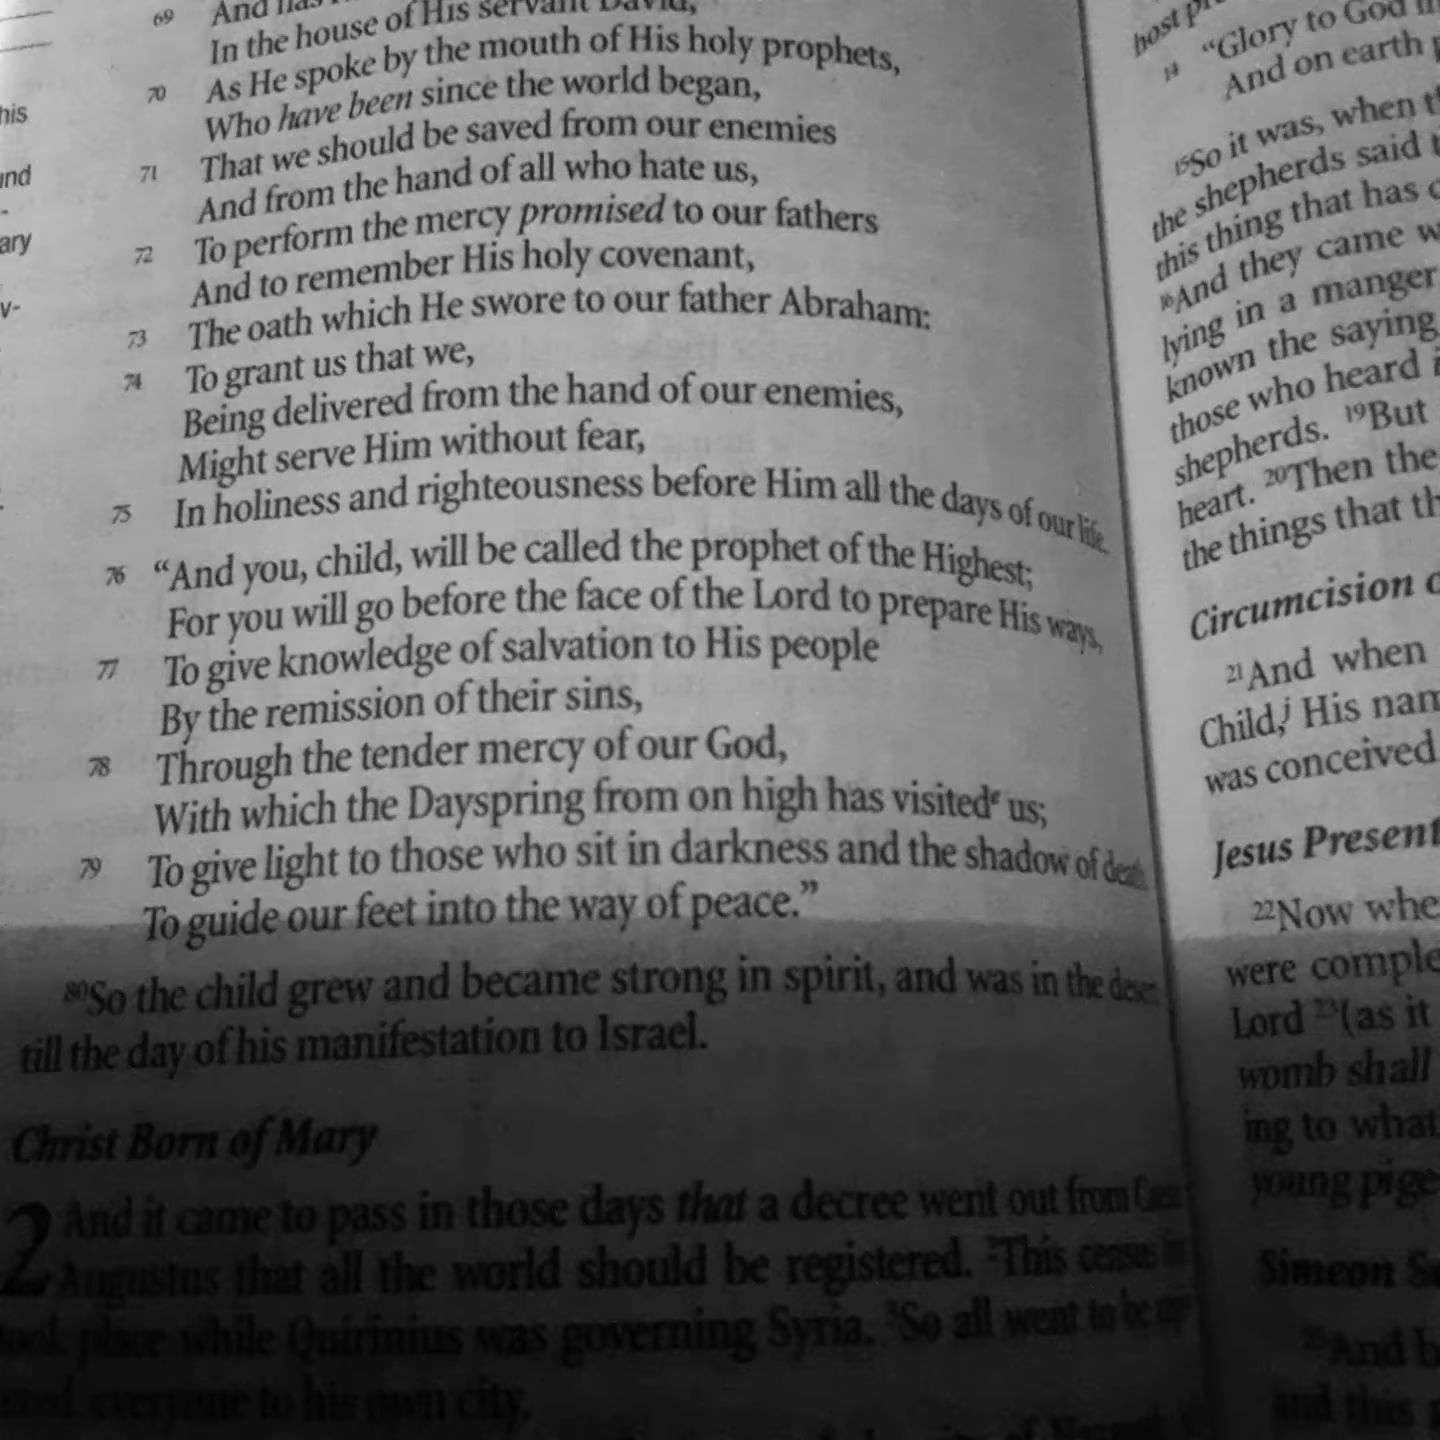 his
und
-
ary
v-
69 And has
In the house of His servant David,
70 As He spoke by the mouth of His holy prophets,
Who have been since the world began,
71 That we should be saved from our enemies
And from the hand of all who hate us,
72 To perform the mercy promised to our fathers
And to remember His holy covenant,
73 The oath which He swore to our father Abraham:
74 To grant us that we,
Being delivered from the hand of our enemies,
Might serve Him without fear,
75 In holiness and righteousness before Him all the days of our life.
76 “And you, child, will be called the prophet of the Highest;
For you will go before the face of the Lord to prepare His ways,
77 To give knowledge of salvation to His people
By the remission of their sins,
78 Through the tender mercy of our God,
With which the Dayspring from on high has visitedᵉ us;
79 To give light to those who sit in darkness and the shadow of death
To guide our feet into the way of peace.”
80So the child grew and became strong in spirit, and was in the
till the day of his manifestation to Israel.
Christ Born of Mary
2 And it came to pass in those days that a decree went out from
Augustus that all the world should be registered. 2This census
took place while Quirinius was governing Syria. 3So all went to be
everyone to his own city.
host
14 “Glory to God
And on earth
15So it was, when
the shepherds said
this thing that has
16And they came
lying in a manger
known the saying
those who heard
shepherds. 19But
heart. 20Then the
the things that
Circumcision
21And when
Child,j His
was conceived
Jesus
22Now
were
Lord 23(as it
womb shall
ing to what
young
Simeon
and this